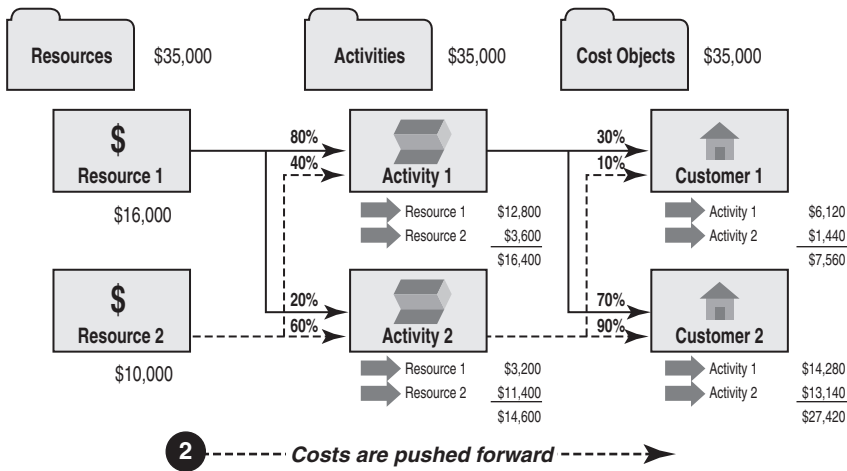 Resources $35,000 Activities $35,000 Cost Objects $35,000
$ 80% 30%
40% 10%
Resource 1 Activity 1 Customer 1
$16,000
Resource 1 $12,800 Activity 1 $6,120
Resource 2 $3,600 Activity 2 $1,440
$16,400 $7,560
$ 20% 70%
60% 90%
Resource 2 Activity 2 Customer 2
$10,000
Resource 1 $3,200 Activity 1 $14,280
Resource 2 $11,400 Activity 2 $13,140
$14,600 $27,420
2 Costs are pushed forward